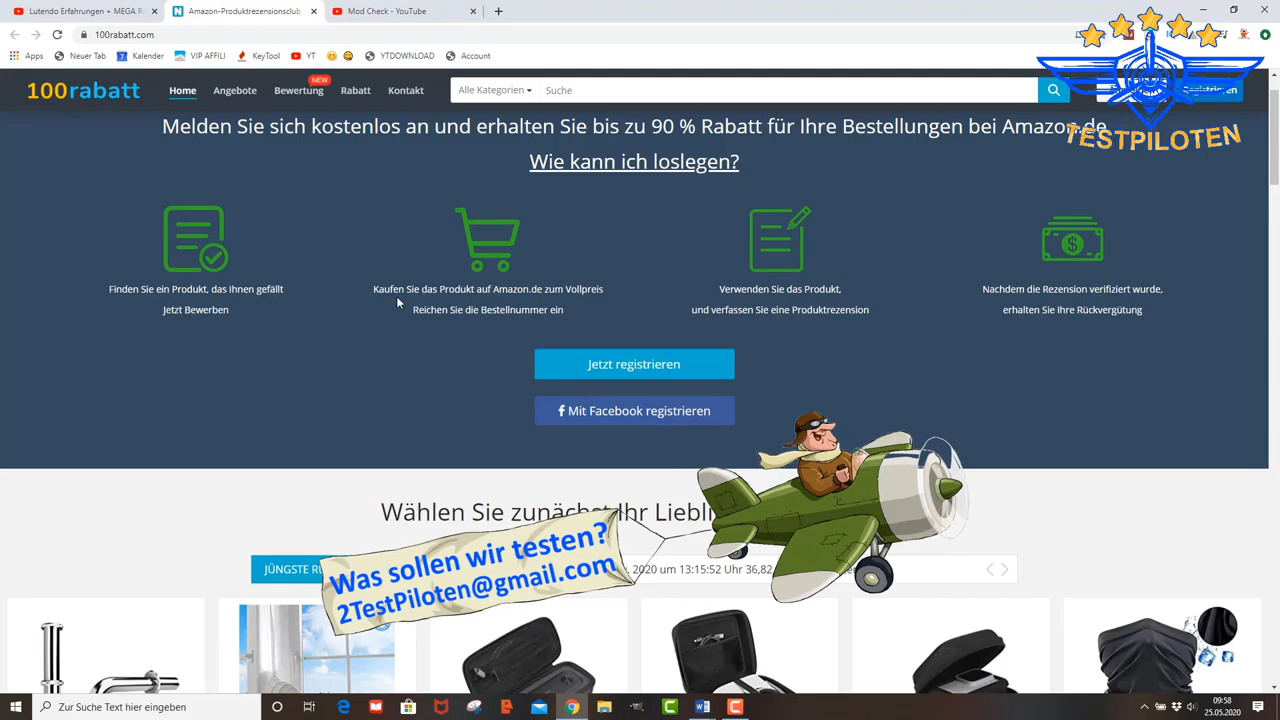 Lutendo Erfahrungen + MEGA R
Amazon-Produktrezensionsclub,
Mod Check - YouTube
100rabatt.com
Apps
Neuer Tab
Kalender
VIP AFFILI
KeyTool
YT
YTDOWNLOAD
Account
100rabatt
Home
Angebote
NEW
Bewertung
Rabatt
Kontakt
Alle Kategorien
Suche
Registrieren
TESTPILOTEN
Melden Sie sich kostenlos an und erhalten Sie bis zu 90 % Rabatt für Ihre Bestellungen bei Amazon.de
Wie kann ich loslegen?
Finden Sie ein Produkt, das Ihnen gefällt
Jetzt Bewerben
Kaufen Sie das Produkt auf Amazon.de zum Vollpreis
Reichen Sie die Bestellnummer ein
Verwenden Sie das Produkt,
und verfassen Sie eine Produktrezension
Nachdem die Rezension verifiziert wurde,
erhalten Sie Ihre Rückvergütung
Jetzt registrieren
Mit Facebook registrieren
Wählen Sie zunächst Ihr Liebli
JÜNGSTE RÜ
, 2020 um 13:15:52 Uhr 36,82
Was sollen wir testen?
2TestPiloten@gmail.com
Zur Suche Text hier eingeben
09:58
25.05.2020